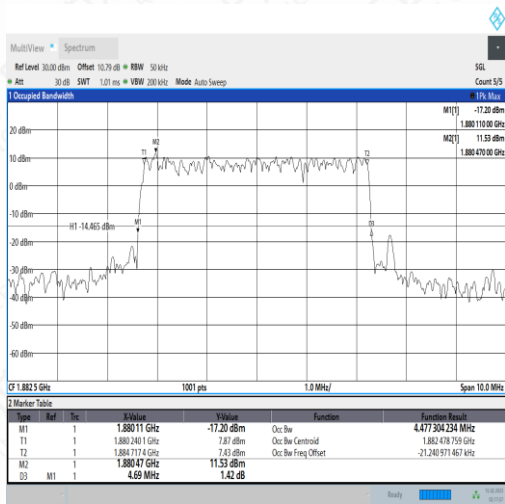 MultiView Spectrum
Ref Level 30.00 dBm Offset 10.79 dB RBW 50 kHz SGL
Att 30 dB SWT 1.01 ms VBW 200 kHz Mode Auto Sweep Count 5/5
1 Occupied Bandwidth 1Pk Max
M1[1] -17.20 dBm
1.880 110 00 GHz
M2[1] 11.53 dBm
1.880 470 00 GHz
20 dBm
M2
T1 T2
10 dBm
0 dBm
-10 dBm
M1 D3
H1 -14.465 dBm
-20 dBm
-30 dBm
-40 dBm
-50 dBm
-60 dBm
CF 1.882 5 GHz 1001 pts 1.0 MHz/ Span 10.0 MHz
2 Marker Table
Type Ref Trc X-Value Y-Value Function Function Result
M1 1 1.880 11 GHz -17.20 dBm Occ Bw 4.477 304 234 MHz
T1 1 1.880 240 1 GHz 7.87 dBm Occ Bw Centroid 1.882 478 759 GHz
T2 1 1.884 717 4 GHz 7.43 dBm Occ Bw Freq Offset -21.240 971 467 kHz
M2 1 1.880 47 GHz 11.53 dBm
D3 M1 1 4.69 MHz 1.42 dB
Ready